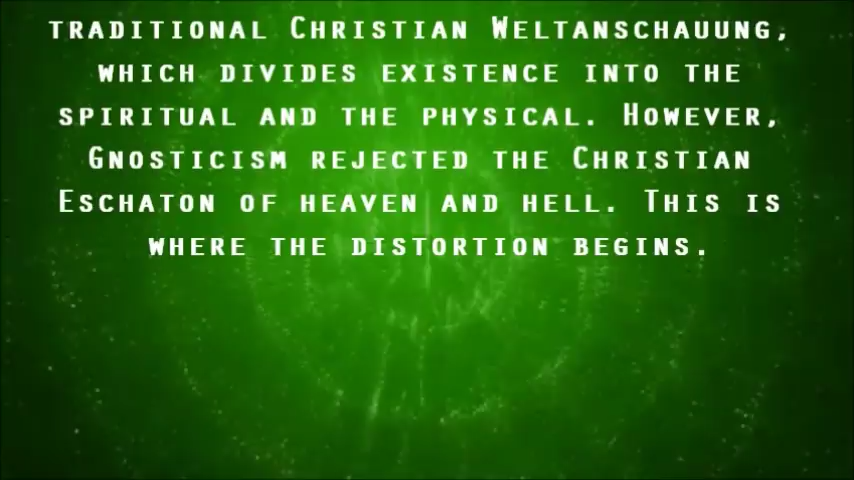 traditional Christian Weltanschauung,
which divides existence into the
spiritual and the physical. However,
Gnosticism rejected the Christian
Eschaton of heaven and hell. This is
where the distortion begins.